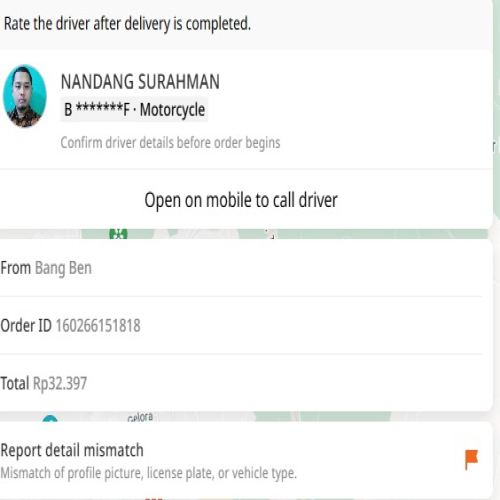 Rate the driver after delivery is completed.
NANDANG SURAHMAN
B *******F · Motorcycle
Confirm driver details before order begins
Open on mobile to call driver
From Bang Ben
Order ID 160266151818
Total Rp32.397
Gelora
Report detail mismatch
Mismatch of profile picture, license plate, or vehicle type.